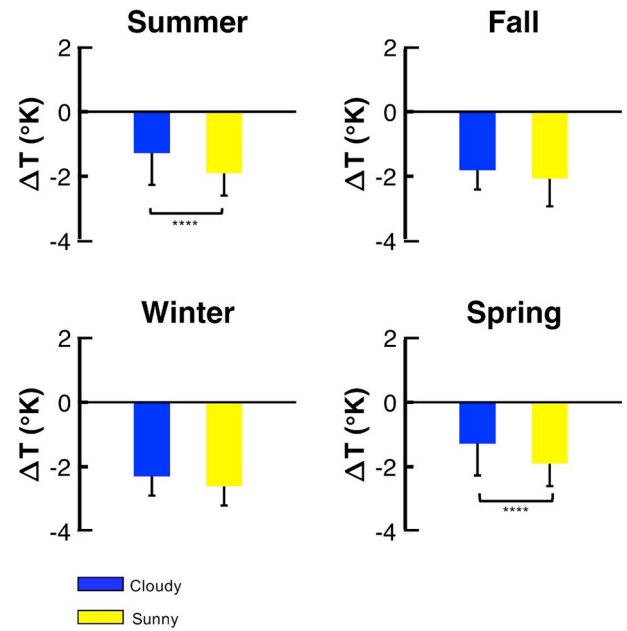 Summer
2
0
-2
-4
ΔT (°K)
****
Fall
2
0
-2
-4
ΔT (°K)
Winter
2
0
-2
-4
ΔT (°K)
Spring
2
0
-2
-4
ΔT (°K)
****
Cloudy
Sunny